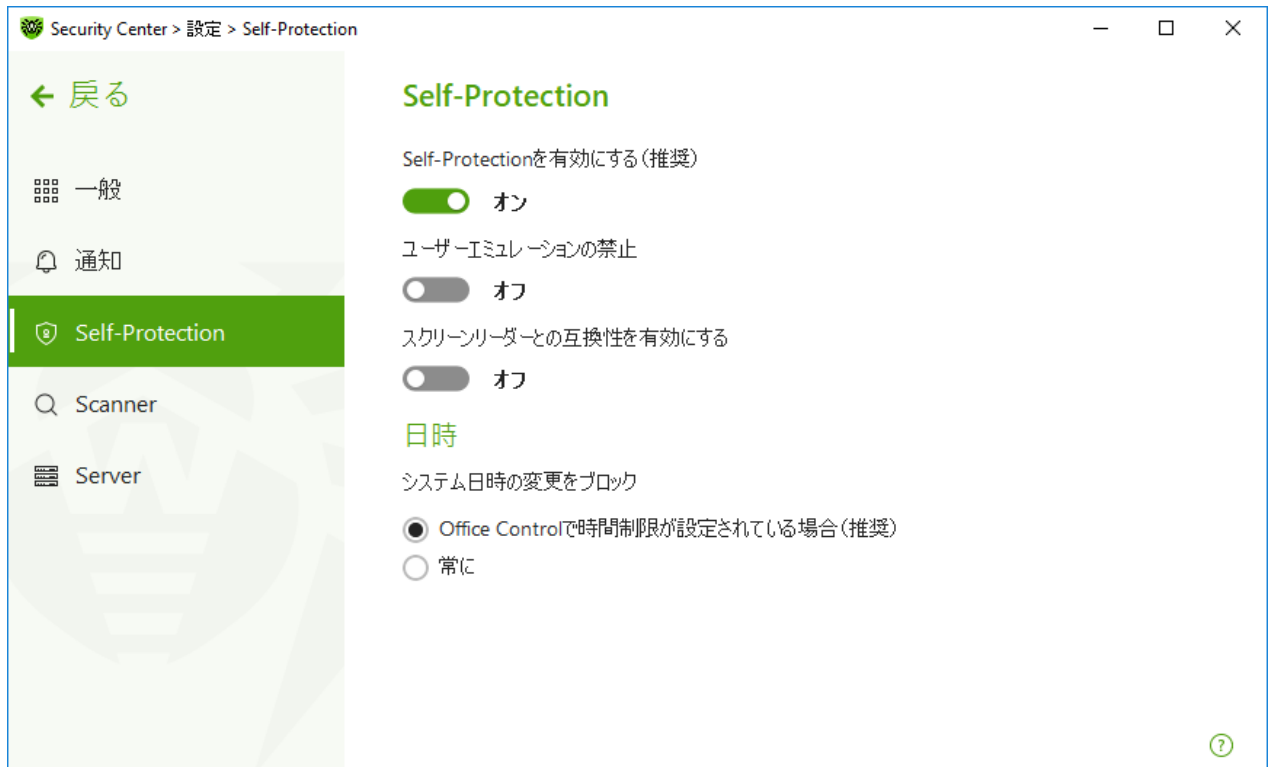 Security Center > 設定 > Self-Protection
戻る
一般
通知
Self-Protection
Scanner
Server
Self-Protection
Self-Protectionを有効にする(推奨)
オン
ユーザーエミュレーションの禁止
オフ
スクリーンリーダーとの互換性を有効にする
オフ
日時
システム日時の変更をブロック
Office Controlで時間制限が設定されている場合(推奨)
常に
?